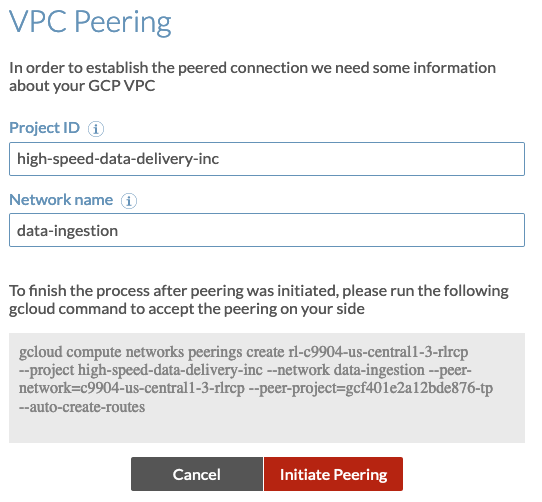 VPC Peering
In order to establish the peered connection we need some information
about your GCP VPC
Project ID
high-speed-data-delivery-inc
Network name
data-ingestion
To finish the process after peering was initiated, please run the following
gcloud command to accept the peering on your side
gcloud compute networks peerings create rl-c9904-us-central1-3-rlrcp
--project high-speed-data-delivery-inc --network data-ingestion --peer-
network=c9904-us-central1-3-rlrcp --peer-project=gcf401e2a12bde876-tp
--auto-create-routes
Cancel Initiate Peering